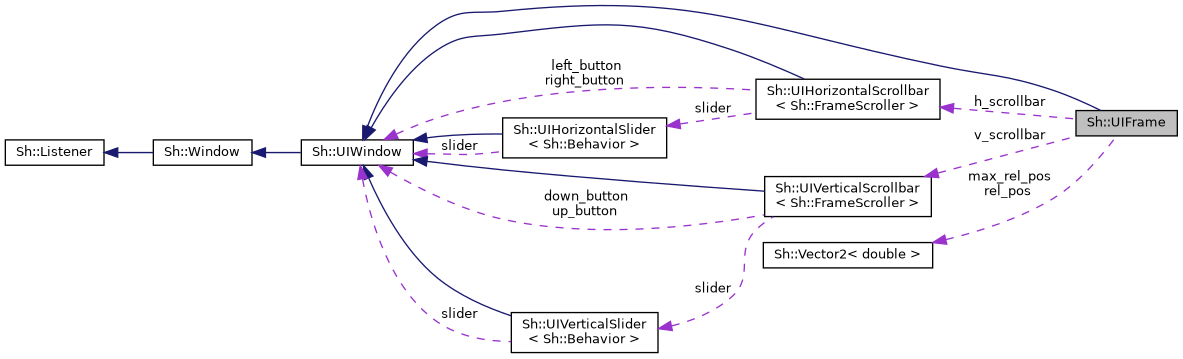 left_button
right_button
Sh::UIHorizontalScrollbar
< Sh::FrameScroller >
h_scrollbar
slider
Sh::UIFrame
Sh::UIHorizontalSlider
< Sh::Behavior >
v_scrollbar
Sh::Listener
Sh::Window
Sh::UIWindow
slider
max_rel_pos
rel_pos
Sh::UIVerticalScrollbar
< Sh::FrameScroller >
down_button
up_button
Sh::Vector2< double >
slider
slider
Sh::UIVerticalSlider
< Sh::Behavior >